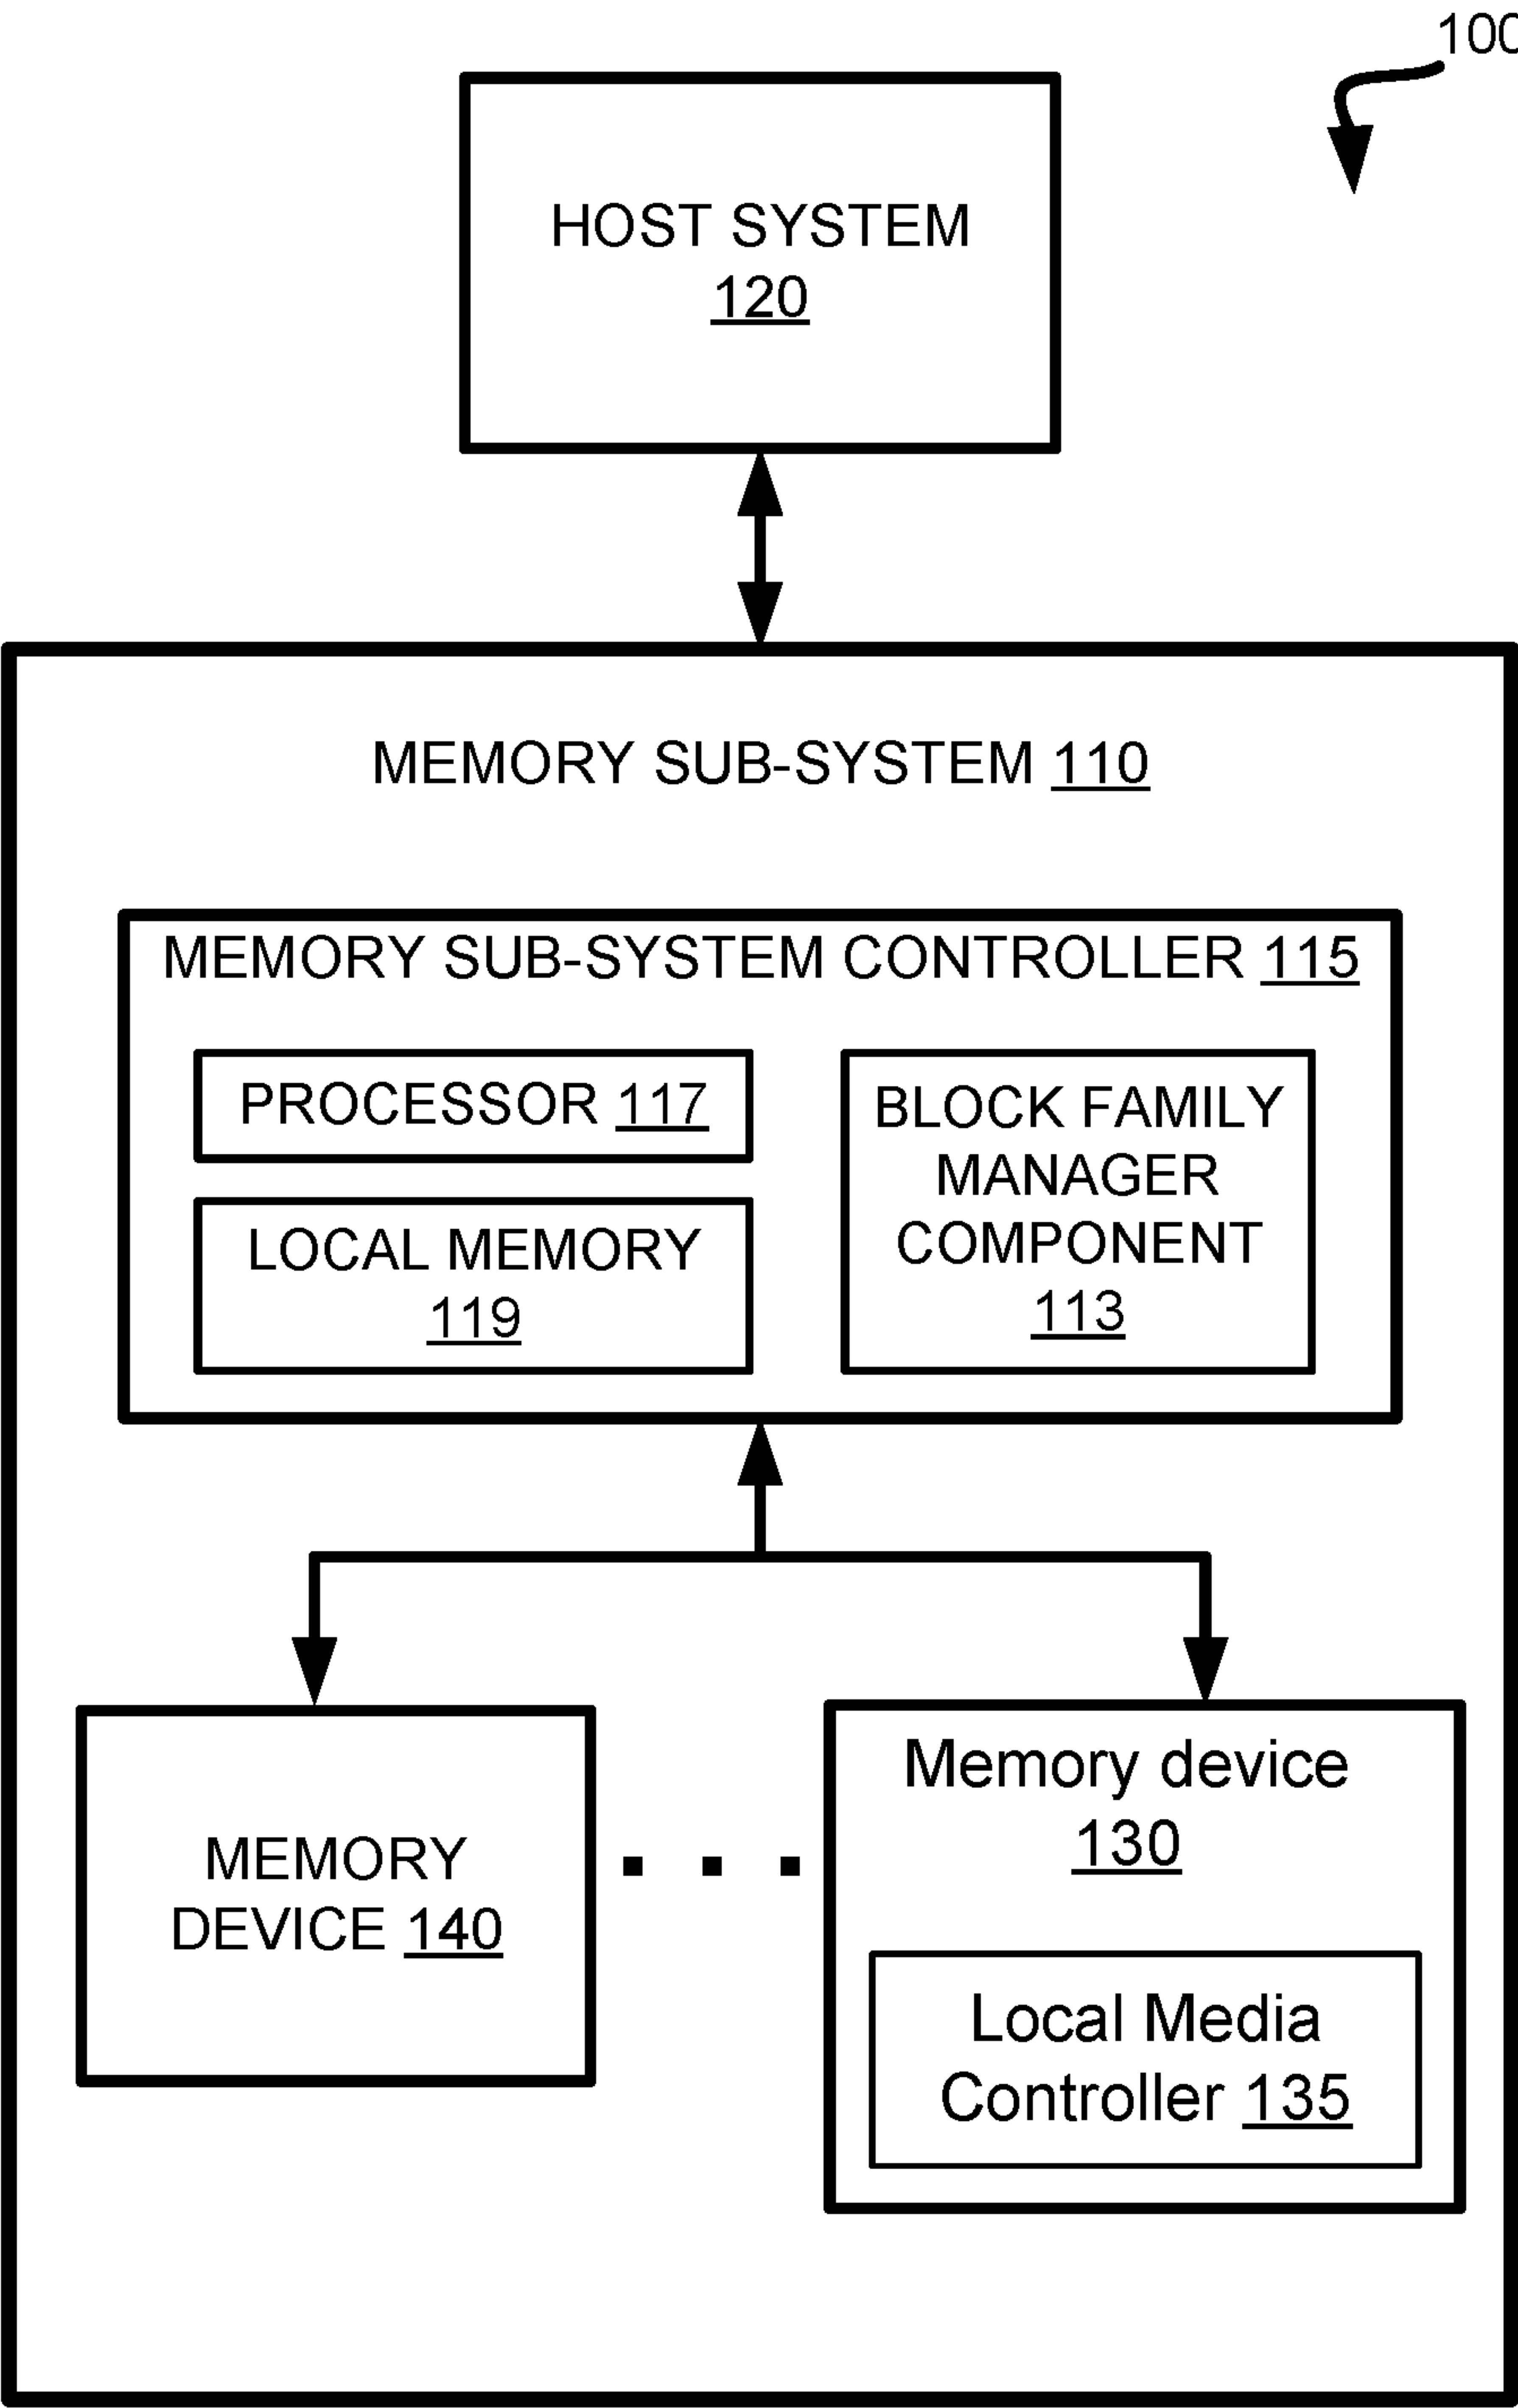 100
HOST SYSTEM
120
MEMORY SUB-SYSTEM 110
MEMORY SUB-SYSTEM CONTROLLER 115
PROCESSOR 117
LOCAL MEMORY
119
BLOCK FAMILY
MANAGER
COMPONENT
113
MEMORY
DEVICE 140
Memory device
130
Local Media
Controller 135